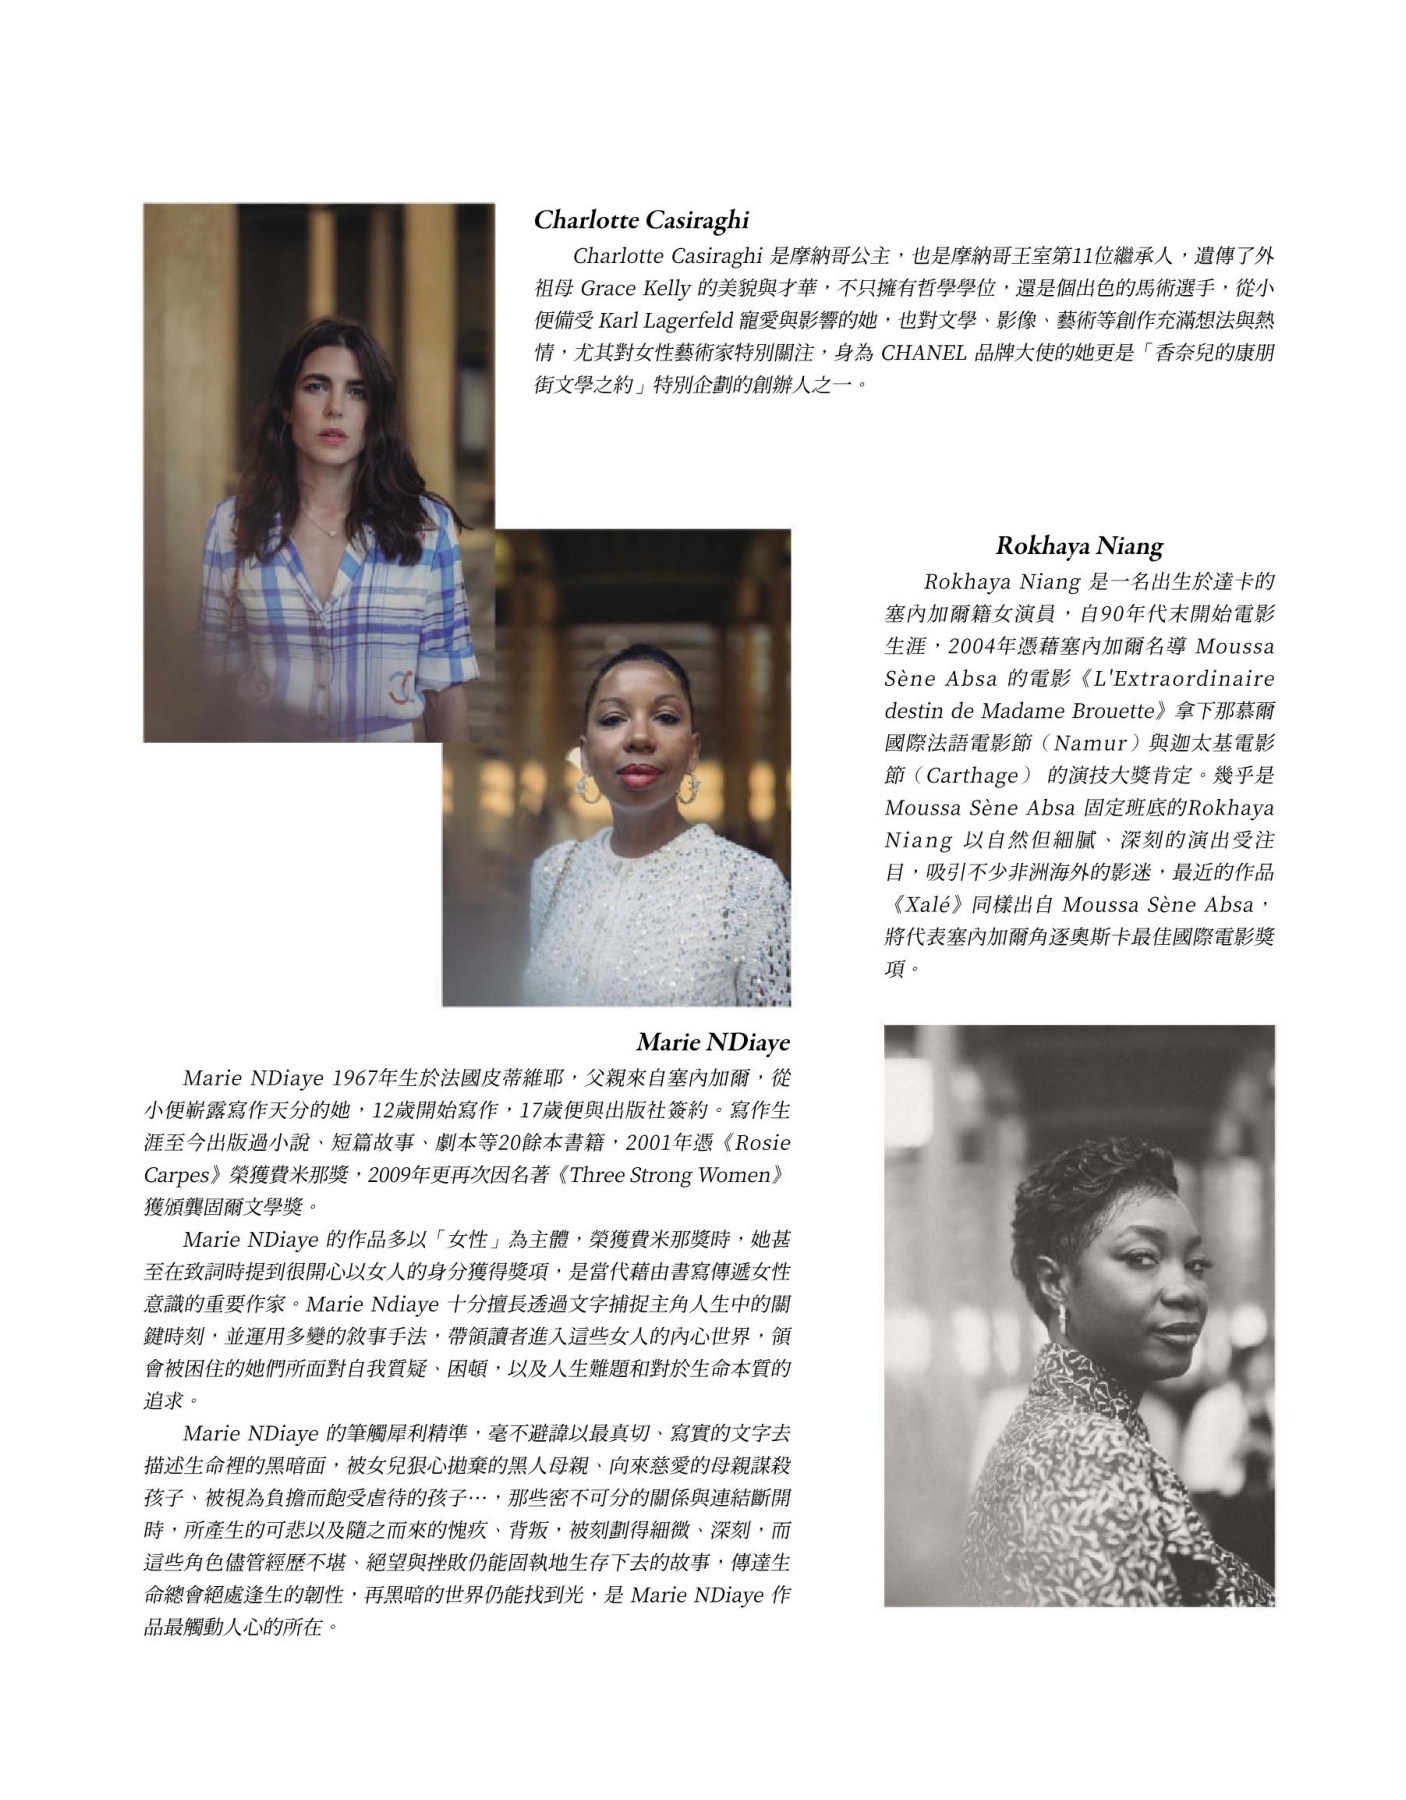 Charlotte Casiraghi
Charlotte Casiraghi 是摩納哥公主，也是摩納哥王室第11位繼承人，遺傳了外
祖母 Grace Kelly 的美貌與才華，不只擁有哲學學位，還是個出色的馬術選手，從小
便備受 Karl Lagerfeld 寵愛與影響的她，也對文學、影像、藝術等創作充滿想法與熱
情，尤其對女性藝術家特別關注，身為 CHANEL 品牌大使的她更是「香奈兒的康朋
街文學之約」特別企劃的創辦人之一。
Rokhaya Niang
Rokhaya Niang 是一名出生於達卡的
塞內加爾籍女演員，自90年代末開始電影
生涯，2004年憑藉塞內加爾名導 Moussa
Sène Absa 的電影《L'Extraordinaire
destin de Madame Brouette》拿下那慕爾
國際法語電影節（Namur）與迦太基電影
節（Carthage） 的演技大獎肯定。幾乎是
Moussa Sène Absa 固定班底的Rokhaya
Niang 以自然但細膩、深刻的演出受注
目，吸引不少非洲海外的影迷，最近的作品
《Xalé》同樣出自 Moussa Sène Absa，
將代表塞內加爾角逐奧斯卡最佳國際電影獎
項。
Marie NDiaye
Marie NDiaye 1967年生於法國皮蒂維耶，父親來自塞內加爾，從
小便嶄露寫作天分的她，12歲開始寫作，17歲便與出版社簽約。寫作生
涯至今出版過小說、短篇故事、劇本等20餘本書籍，2001年憑《Rosie
Carpes》榮獲費米那獎，2009年更再次因名著《Three Strong Women》
獲頒龔固爾文學獎。
Marie NDiaye 的作品多以「女性」為主體，榮獲費米那獎時，她甚
至在致詞時提到很開心以女人的身分獲得獎項，是當代藉由書寫傳遞女性
意識的重要作家。Marie Ndiaye 十分擅長透過文字捕捉主角人生中的關
鍵時刻，並運用多變的敘事手法，帶領讀者進入這些女人的內心世界，領
會被困住的她們所面對自我質疑、困頓，以及人生難題和對於生命本質的
追求。
Marie NDiaye 的筆觸犀利精準，毫不避諱以最真切、寫實的文字去
描述生命裡的黑暗面，被女兒狠心拋棄的黑人母親、向來慈愛的母親謀殺
孩子、被視為負擔而飽受虐待的孩子…，那些密不可分的關係與連結斷開
時，所產生的可悲以及隨之而來的愧疚、背叛，被刻劃得細微、深刻，而
這些角色儘管經歷不堪、絕望與挫敗仍能固執地生存下去的故事，傳達生
命總會絕處逢生的韌性，再黑暗的世界仍能找到光，是 Marie NDiaye 作
品最觸動人心的所在。